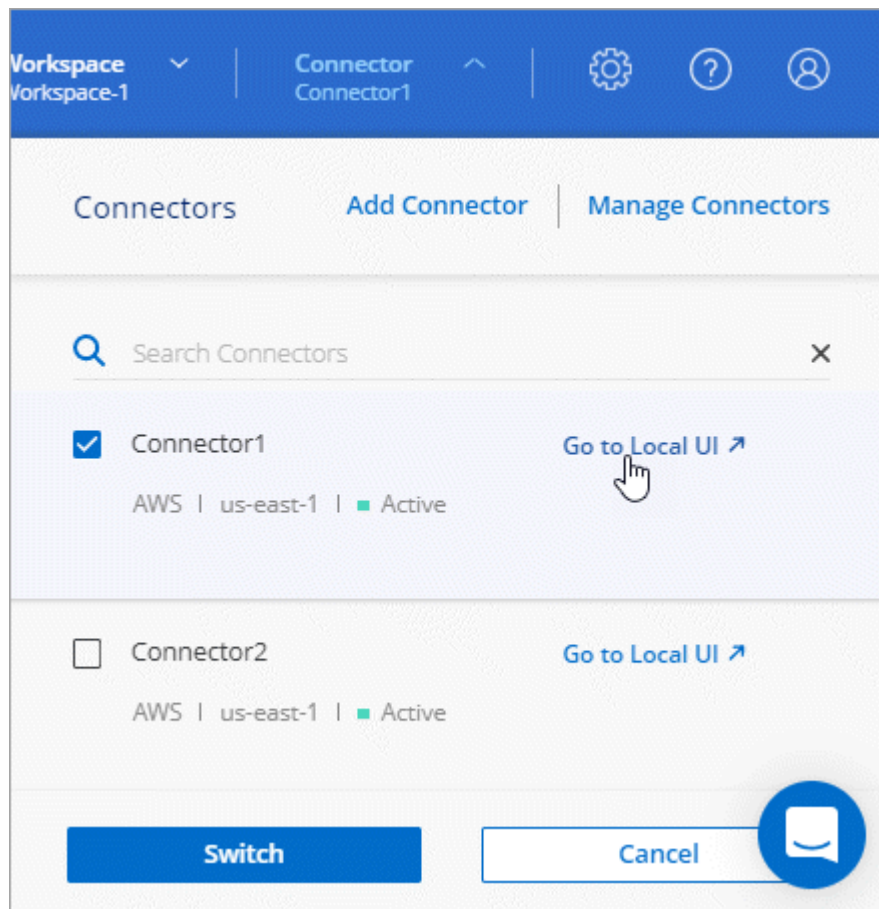 Workspace
Workspace-1
Connector
Connector1
Connectors
Add Connector
Manage Connectors
Search Connectors
Connector1
Go to Local UI
AWS | us-east-1 | Active
Connector2
Go to Local UI
AWS | us-east-1 | Active
Switch
Cancel